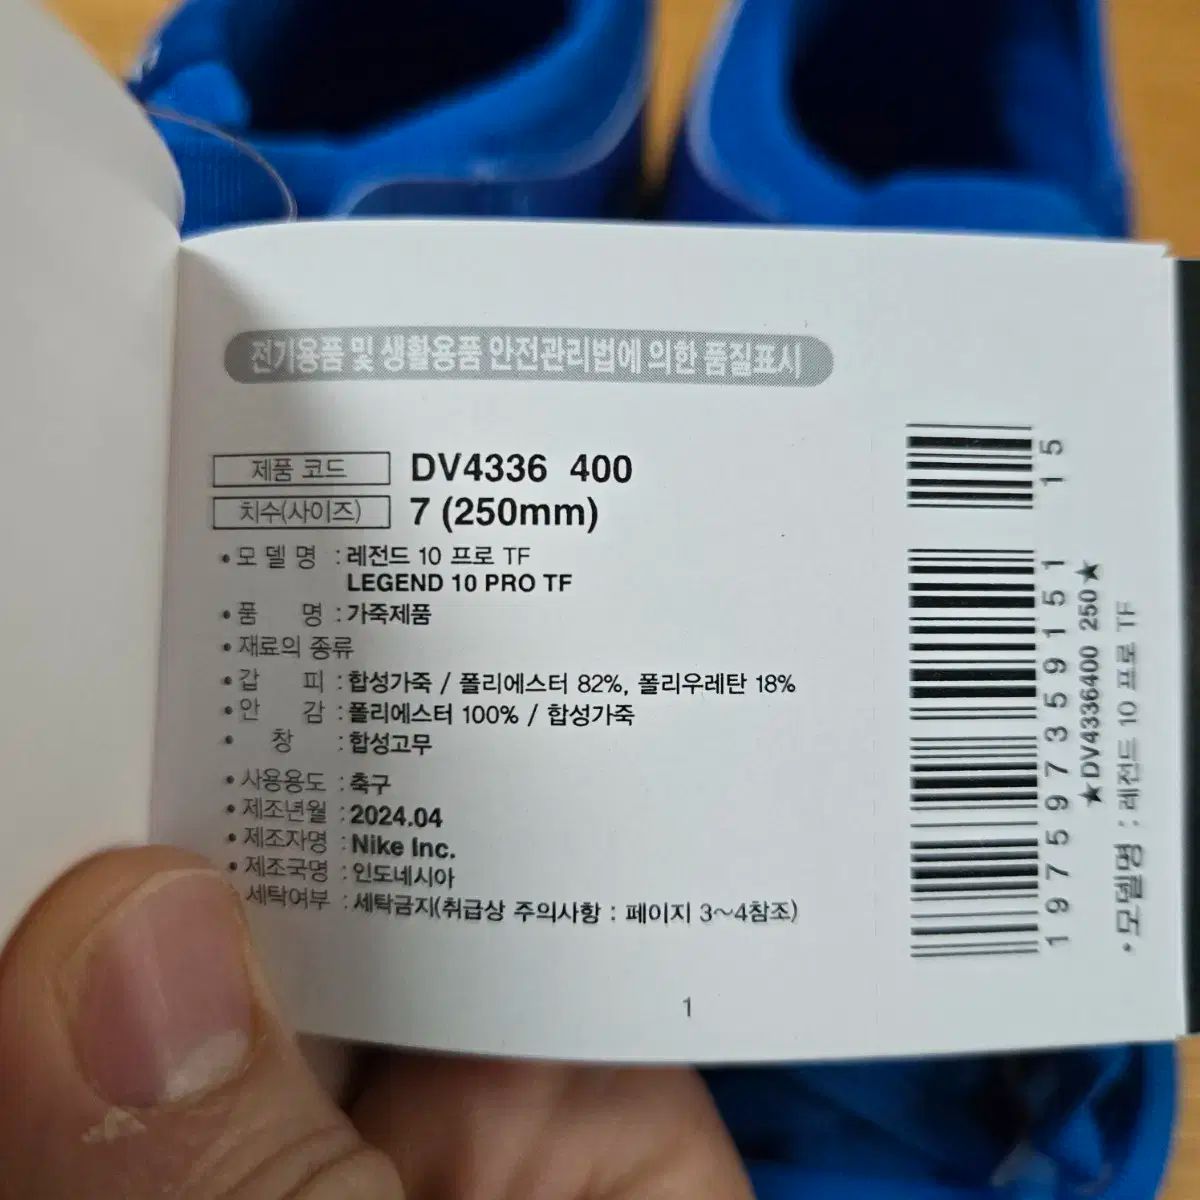 전기용품 및 생활용품 안전관리법에 의한 품질표시
제품 코드 DV4336 400
치수(사이즈) 7 (250mm)
• 모 델 명 : 레전드 10 프로 TF
LEGEND 10 PRO TF
• 품 명 : 가죽제품
• 재료의 종류
• 갑 피 : 합성가죽 / 폴리에스터 82%, 폴리우레탄 18%
• 안 감 : 폴리에스터 100% / 합성가죽
• 창 : 합성고무
• 사용용도 : 축구
• 제조년월 : 2024.04
• 제조자명 : Nike Inc.
• 제조국명 : 인도네시아
• 세탁여부 : 세탁금지(취급상 주의사항 : 페이지 3~4참조)
1
15
197597359151
★DV4336400 250★
• 모델명 : 레전드 10 프로 TF